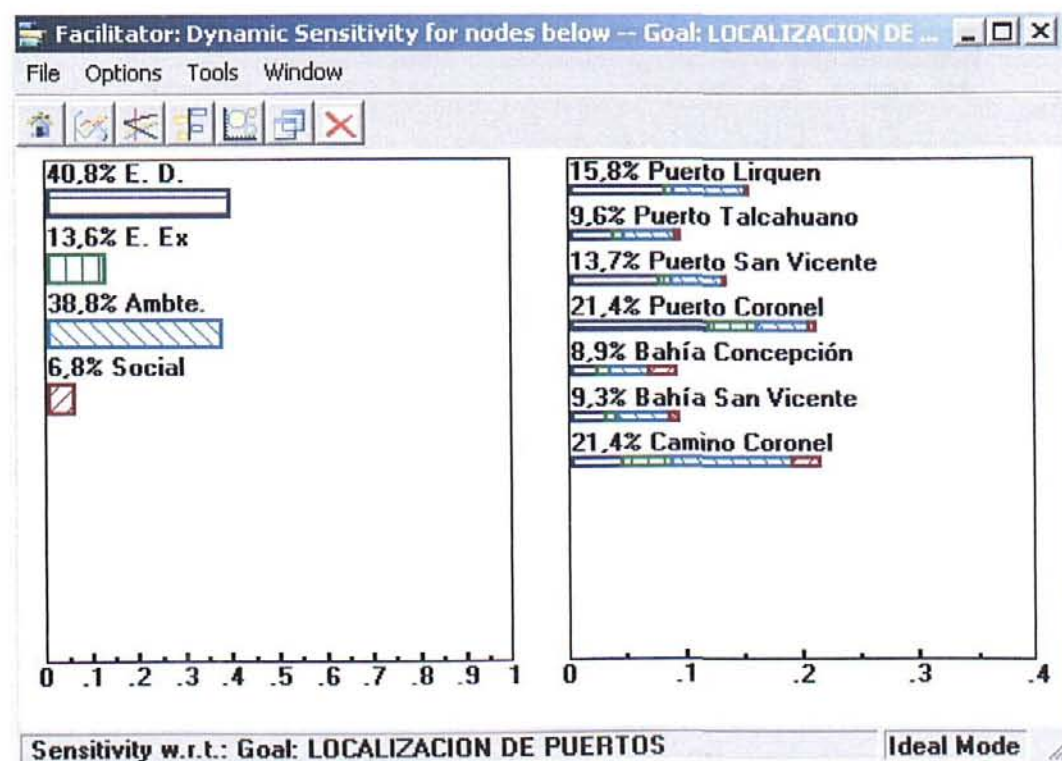 Facilitator: Dynamic Sensitivity for nodes below -- Goal: LOCALIZACION DE ...
File Options Tools Window
40,8% E. D.
13,6% E. Ex
38,8% Ambte.
6,8% Social
0 .1 .2 .3 .4 .5 .6 .7 .8 .9 1
15,8% Puerto Lirquen
9,6% Puerto Talcahuano
13,7% Puerto San Vicente
21,4% Puerto Coronel
8,9% Bahía Concepción
9,3% Bahía San Vicente
21,4% Camino Coronel
0 .1 .2 .3 .4
Sensitivity w.r.t.: Goal: LOCALIZACION DE PUERTOS
Ideal Mode